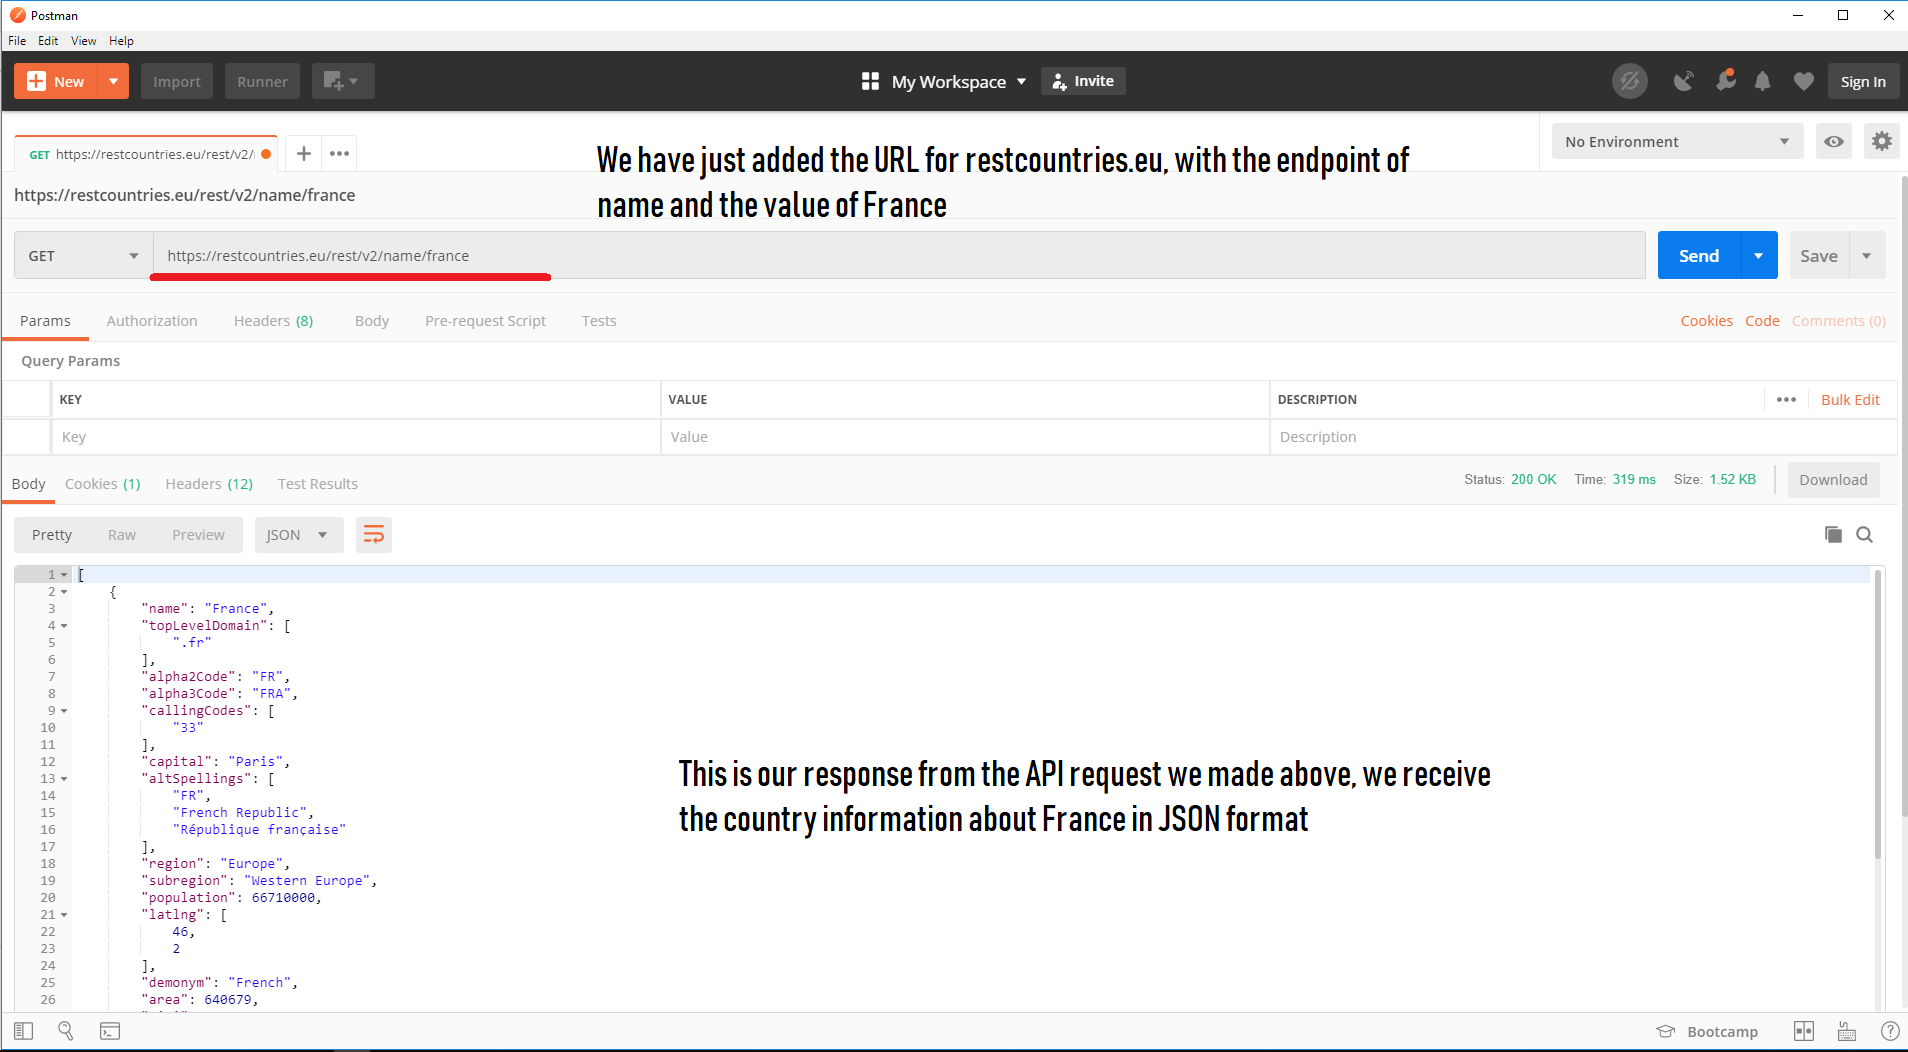 Postman
File Edit View Help
New Import Runner My Workspace Invite Sign In
GET https://restcountries.eu/rest/v2/ No Environment
We have just added the URL for restcountries.eu, with the endpoint of
name and the value of France
https://restcountries.eu/rest/v2/name/france
GET https://restcountries.eu/rest/v2/name/france Send Save
Params Authorization Headers (8) Body Pre-request Script Tests Cookies Code Comments (0)
Query Params
KEY VALUE DESCRIPTION Bulk Edit
Key Value Description
Body Cookies (1) Headers (12) Test Results Status: 200 OK Time: 319 ms Size: 1.52 KB Download
Pretty Raw Preview JSON
1 [
2 {
3 "name": "France",
4 "topLevelDomain": [
5 ".fr"
6 ],
7 "alpha2Code": "FR",
8 "alpha3Code": "FRA",
9 "callingCodes": [
10 "33"
11 ],
12 "capital": "Paris",
13 "altSpellings": [
14 "FR",
15 "French Republic",
16 "République française"
17 ],
18 "region": "Europe",
19 "subregion": "Western Europe",
20 "population": 66710000,
21 "latlng": [
22 46,
23 2
24 ],
25 "demonym": "French",
26 "area": 640679,
This is our response from the API request we made above, we receive
the country information about France in JSON format
Bootcamp